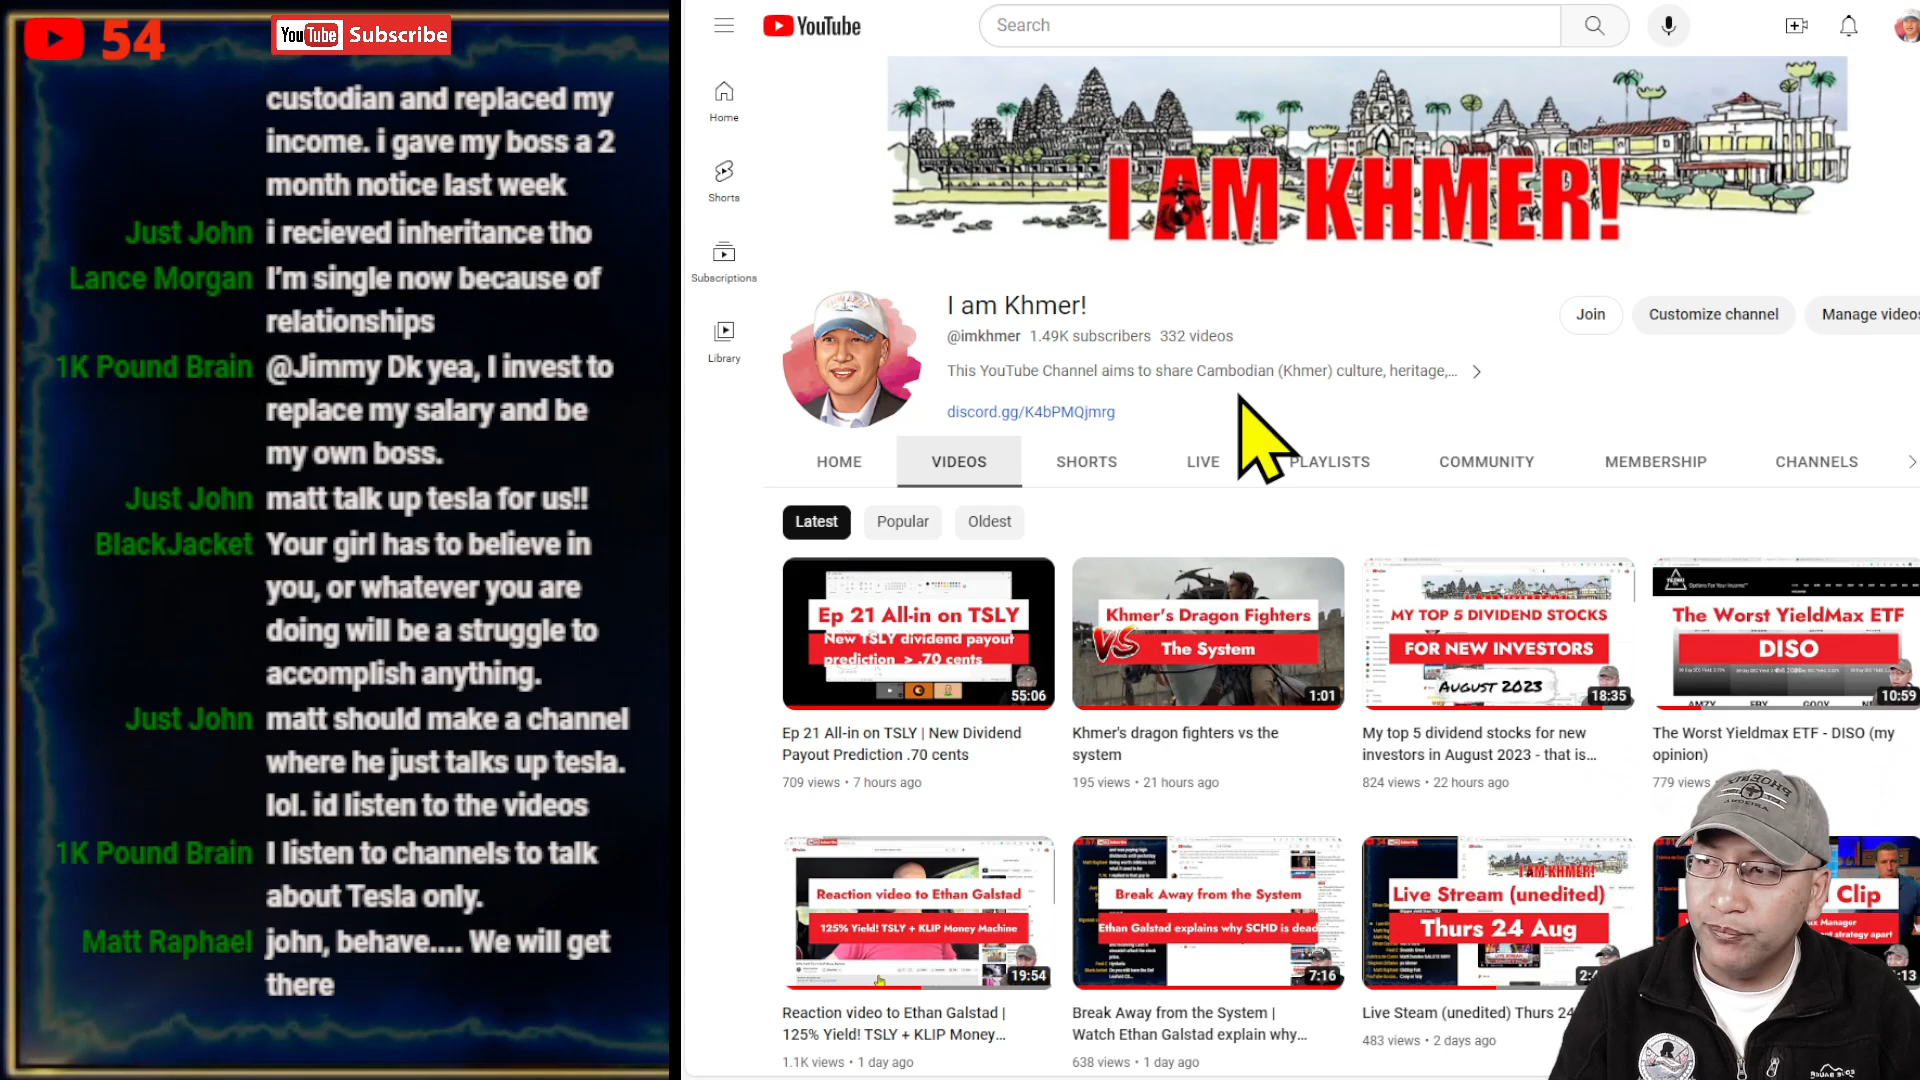 54
YouTube Subscribe
custodian and replaced my
income. i gave my boss a 2
month notice last week
Just John i recieved inheritance tho
Lance Morgan I'm single now because of
relationships
1K Pound Brain @Jimmy Dk yea, I invest to
replace my salary and be
my own boss.
Just John matt talk up tesla for us!!
BlackJacket Your girl has to believe in
you, or whatever you are
doing will be a struggle to
accomplish anything.
Just John matt should make a channel
where he just talks up tesla.
lol. id listen to the videos
1K Pound Brain I listen to channels to talk
about Tesla only.
Matt Raphael john, behave.... We will get
there
YouTube
Search
Home
Shorts
Subscriptions
Library
I AM KHMER!
I am Khmer!
@imkhmer 1.49K subscribers 332 videos
This YouTube Channel aims to share Cambodian (Khmer) culture, heritage,...
discord.gg/K4bPMQjmrg
Join
Customize channel
Manage videos
HOME VIDEOS SHORTS LIVE PLAYLISTS COMMUNITY MEMBERSHIP CHANNELS
Latest Popular Oldest
Ep 21 All-in on TSLY
New TSLY dividend payout
prediction > .70 cents
55:06
Ep 21 All-in on TSLY | New Dividend
Payout Prediction .70 cents
709 views • 7 hours ago
Khmer's Dragon Fighters
VS The System
1:01
Khmer's dragon fighters vs the
system
195 views • 21 hours ago
MY TOP 5 DIVIDEND STOCKS
FOR NEW INVESTORS
AUGUST 2023
18:35
My top 5 dividend stocks for new
investors in August 2023 - that is...
824 views • 22 hours ago
The Worst YieldMax ETF
DISO
10:59
The Worst Yieldmax ETF - DISO (my
opinion)
779 views
Reaction video to Ethan Galstad
125% Yield! TSLY + KLIP Money Machine
19:54
Reaction video to Ethan Galstad |
125% Yield! TSLY + KLIP Money...
1.1K views • 1 day ago
Break Away from the System
Ethan Galstad explains why SCHD is dead
7:16
Break Away from the System |
Watch Ethan Galstad explain why...
638 views • 1 day ago
I AM KHMER!
Live Stream (unedited)
Thurs 24 Aug
Live Steam (unedited) Thurs 24
483 views • 2 days ago
Clip